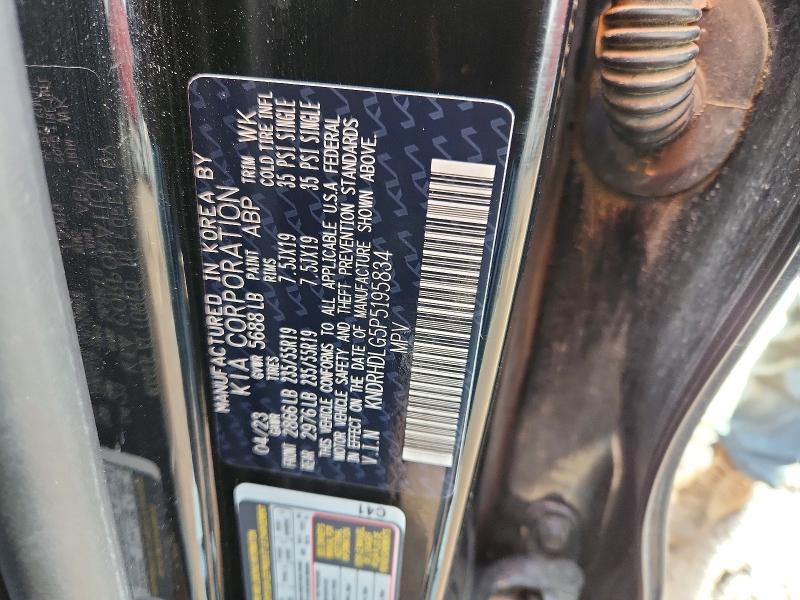 MANUFACTURED IN KOREA BY
KIA CORPORATION
04/23 GVWR 5688 LB PAINT ABP TRIM WK
GAWR TIRES RIMS COLD TIRE INFL
FRONT 2866 LB 235/55R19 7.5JX19 35 PSI SINGLE
REAR 2976 LB 235/55R19 7.5JX19 35 PSI SINGLE
THIS VEHICLE CONFORMS TO ALL APPLICABLE U.S.A FEDERAL
MOTOR VEHICLE SAFETY AND THEFT PREVENTION STANDARDS
IN EFFECT ON THE DATE OF MANUFACTURE SHOWN ABOVE.
V.I.N KNDRHDLG5P5195834
MPV
C41